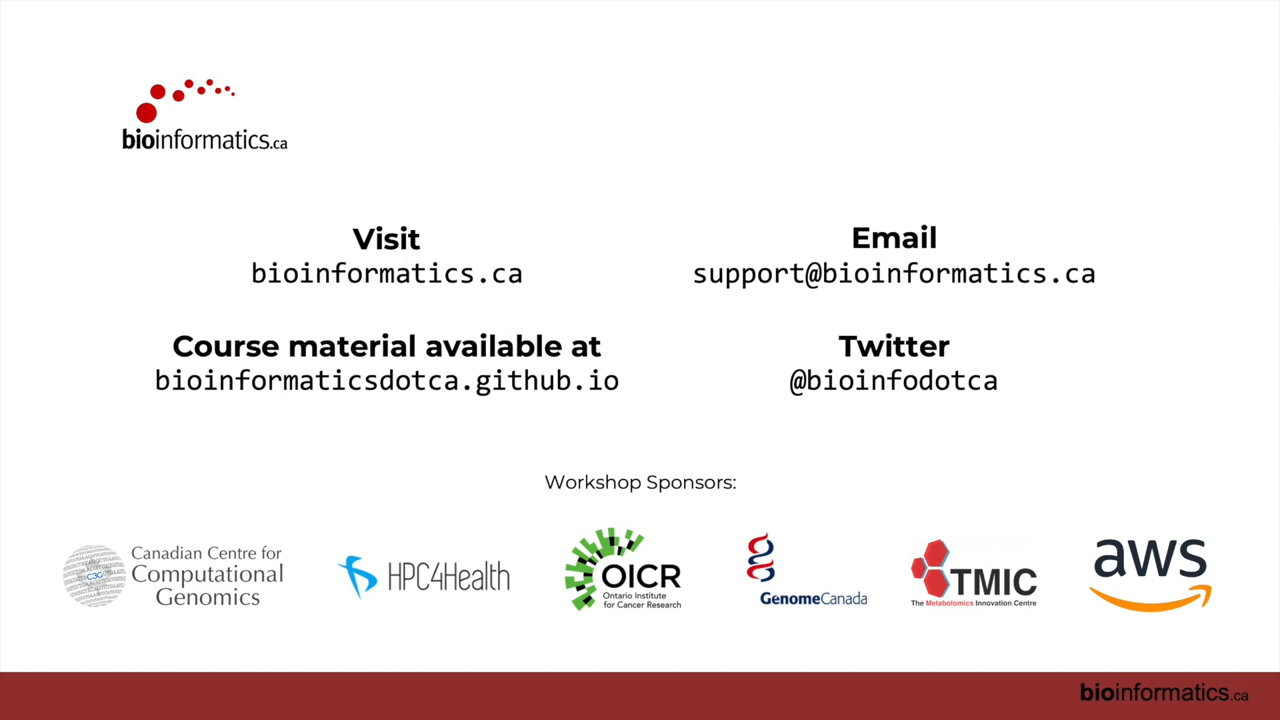 bioinformatics.ca
Visit
bioinformatics.ca
Email
support@bioinformatics.ca
Course material available at
bioinformaticsdotca.github.io
Twitter
@bioinfodotca
Workshop Sponsors:
C3G
Canadian Centre for
Computational
Genomics
HPC4Health
OICR
Ontario Institute
for Cancer Research
GenomeCanada
TMIC
The Metabolomics Innovation Centre
aws
bioinformatics.ca